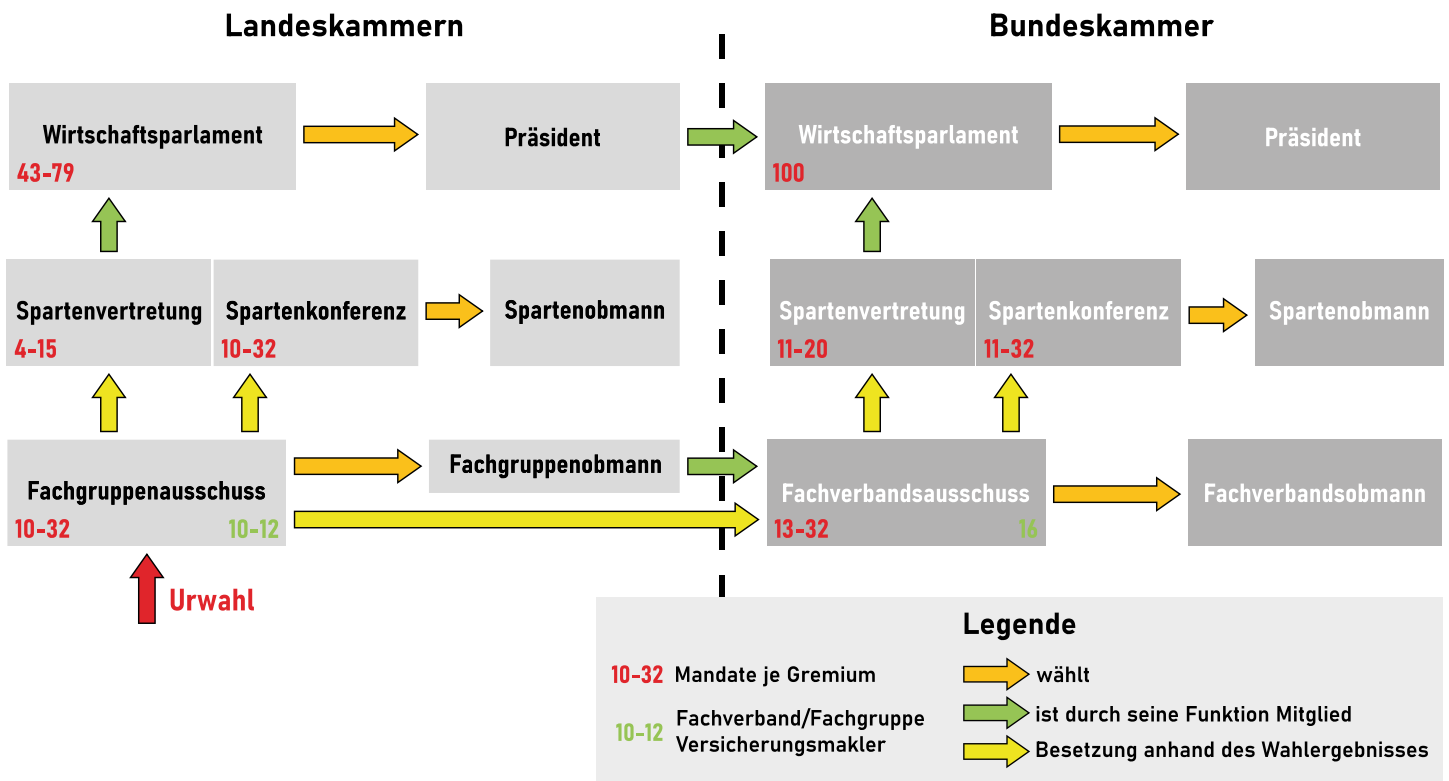 Landeskammern
Bundeskammer
Wirtschaftsparlament
43-79
Präsident
Wirtschaftsparlament
100
Präsident
Spartenvertretung
4-15
Spartenkonferenz
10-32
Spartenobmann
Spartenvertretung
11-20
Spartenkonferenz
11-32
Spartenobmann
Fachgruppenausschuss
10-32
10-12
Fachgruppenobmann
Fachverbandsausschuss
13-32
16
Fachverbandsobmann
Urwahl
Legende
10-32 Mandate je Gremium
10-12 Fachverband/Fachgruppe
Versicherungsmakler
wählt
ist durch seine Funktion Mitglied
Besetzung anhand des Wahlergebnisses